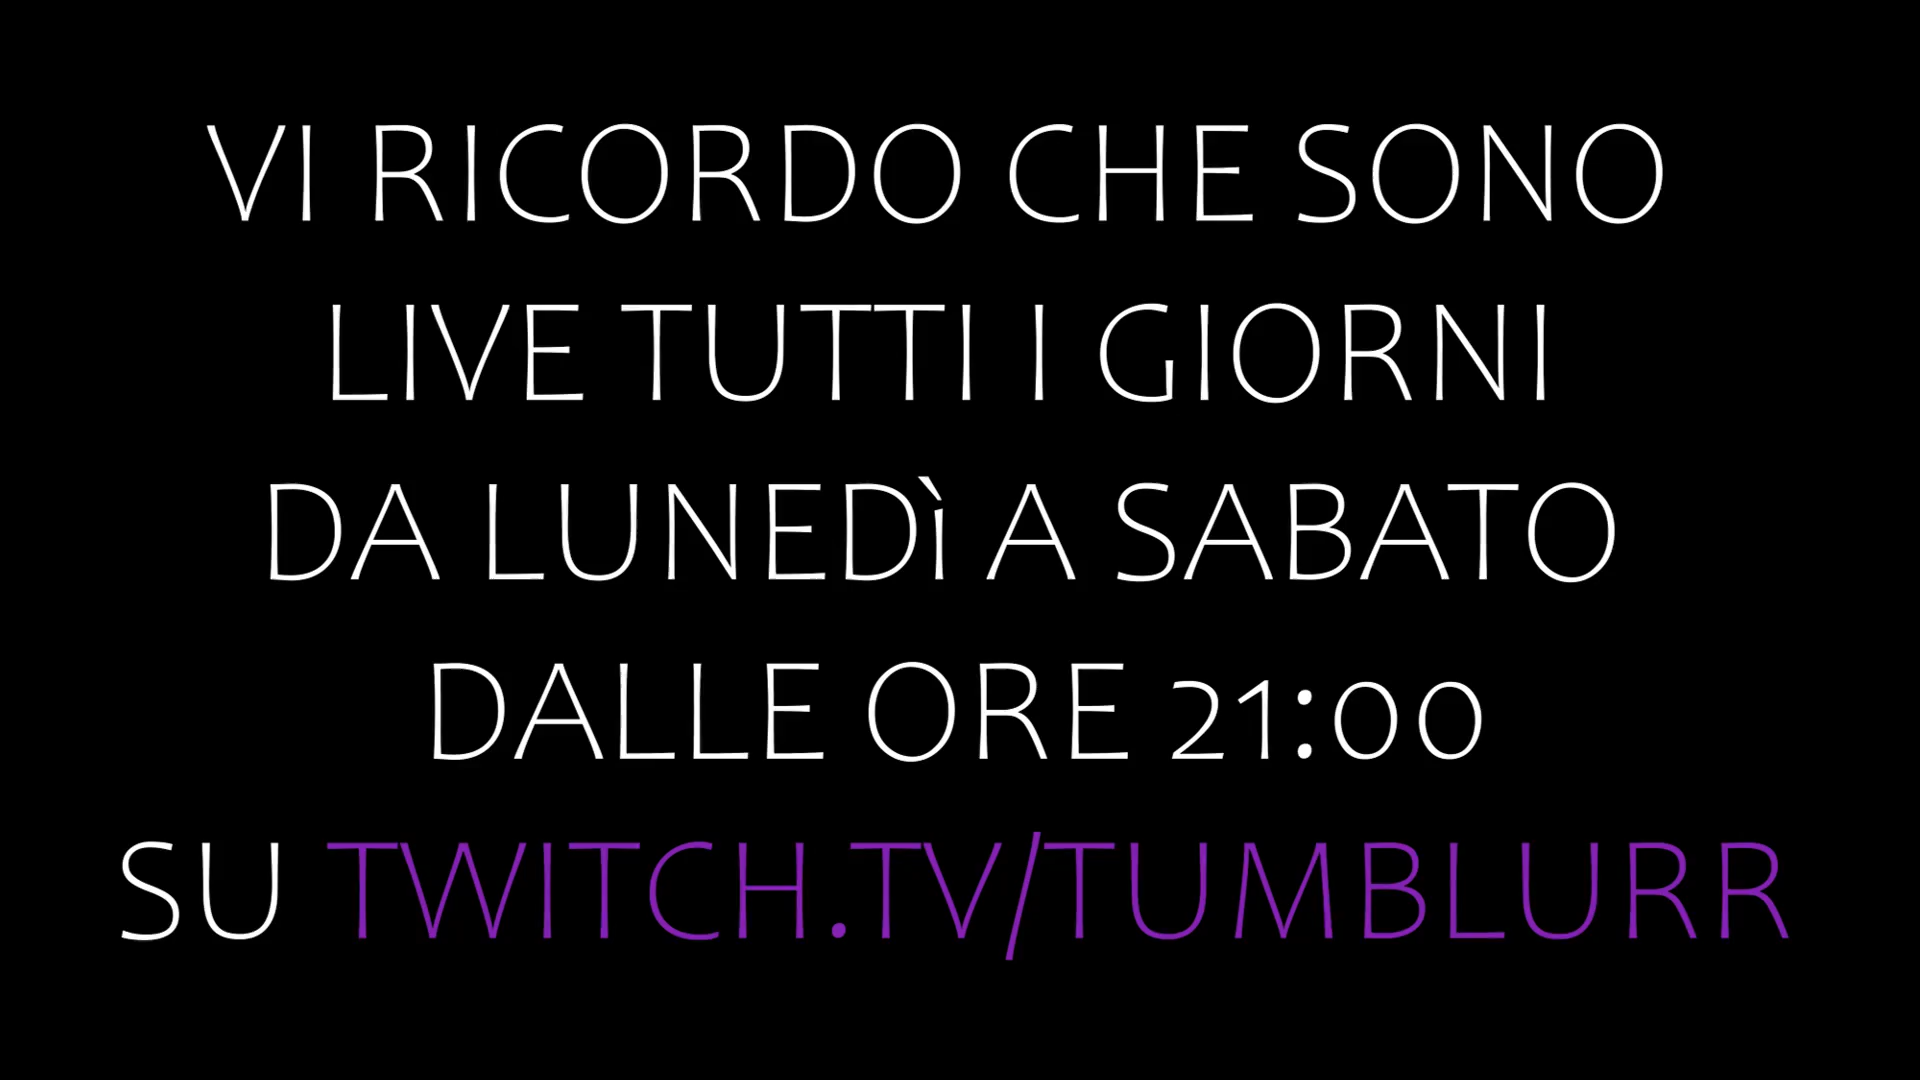 VI RICORDO CHE SONO
LIVE TUTTI I GIORNI
DA LUNEDì A SABATO
DALLE ORE 21:00
SU TWITCH.TV/TUMBLURR